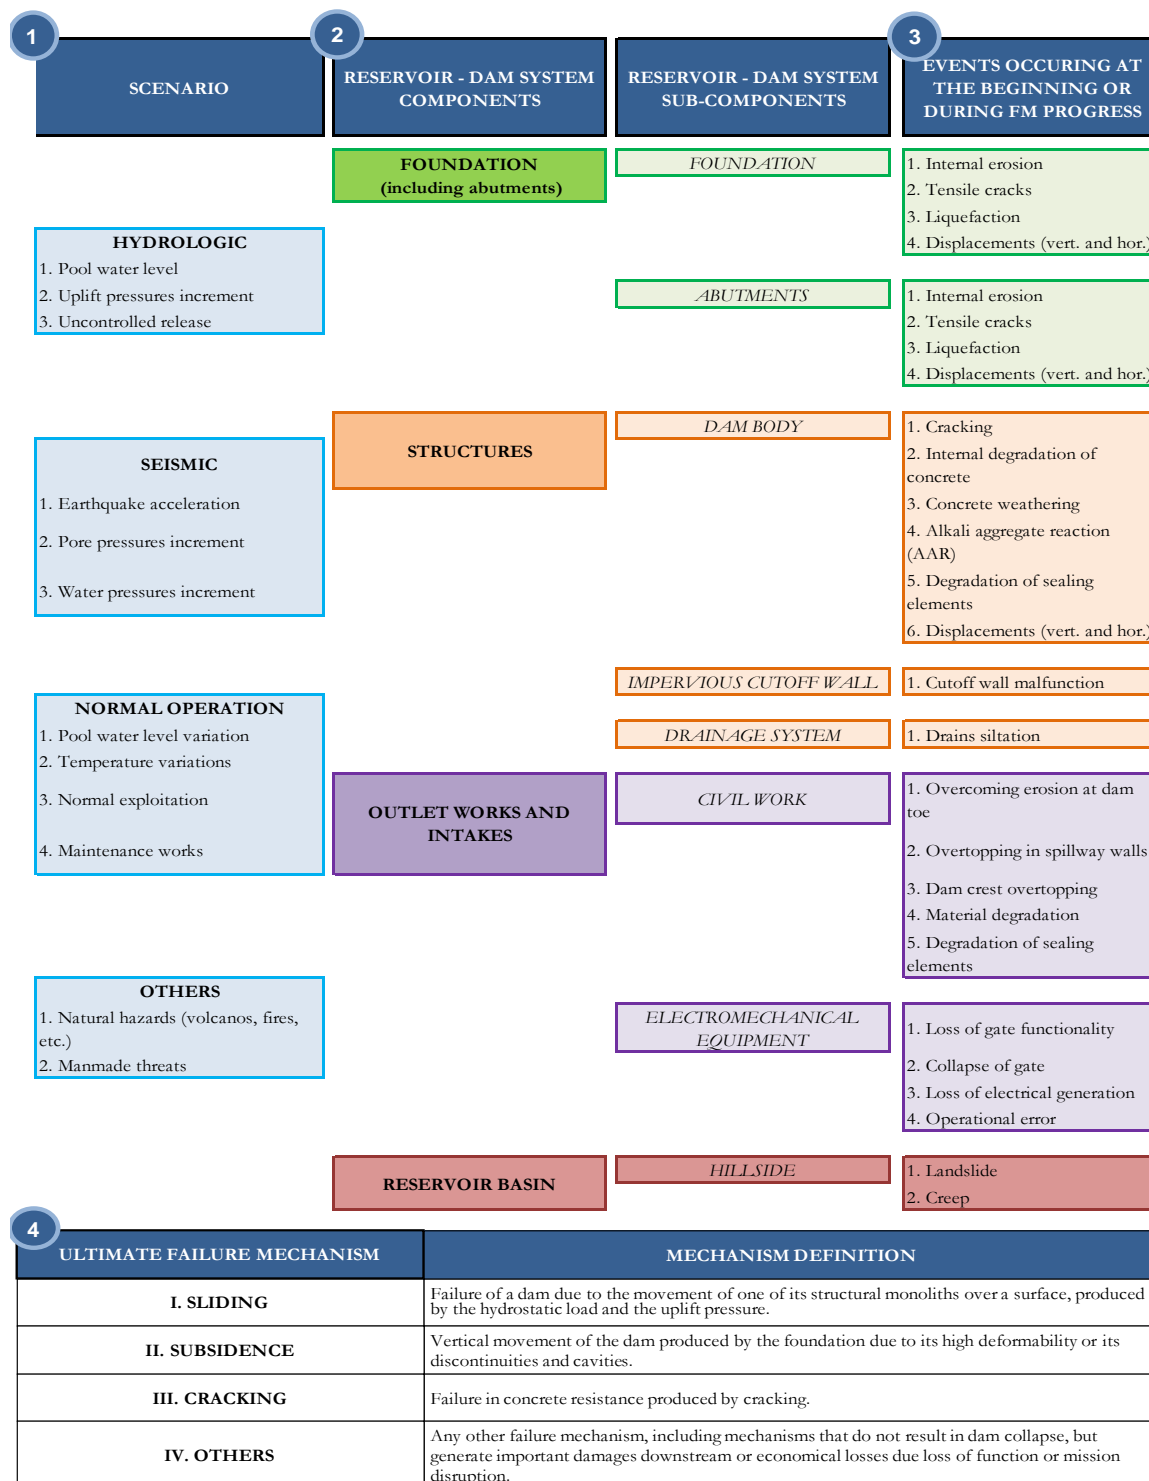 1
2
3
SCENARIO
RESERVOIR - DAM SYSTEM
COMPONENTS
RESERVOIR - DAM SYSTEM
SUB-COMPONENTS
EVENTS OCCURING AT
THE BEGINNING OR
DURING FM PROGRESS
HYDROLOGIC
1. Pool water level
2. Uplift pressures increment
3. Uncontrolled release
SEISMIC
1. Earthquake acceleration
2. Pore pressures increment
3. Water pressures increment
NORMAL OPERATION
1. Pool water level variation
2. Temperature variations
3. Normal exploitation
4. Maintenance works
OTHERS
1. Natural hazards (volcanos, fires,
etc.)
2. Manmade threats
FOUNDATION
(including abutments)
STRUCTURES
OUTLET WORKS AND
INTAKES
RESERVOIR BASIN
FOUNDATION
1. Internal erosion
2. Tensile cracks
3. Liquefaction
4. Displacements (vert. and hor.)
ABUTMENTS
1. Internal erosion
2. Tensile cracks
3. Liquefaction
4. Displacements (vert. and hor.)
DAM BODY
1. Cracking
2. Internal degradation of
concrete
3. Concrete weathering
4. Alkali aggregate reaction
(AAR)
5. Degradation of sealing
elements
6. Displacements (vert. and hor.)
IMPERVIOUS CUTOFF WALL
1. Cutoff wall malfunction
DRAINAGE SYSTEM
1. Drains siltation
CIVIL WORK
1. Overcoming erosion at dam
toe
2. Overtopping in spillway walls
3. Dam crest overtopping
4. Material degradation
5. Degradation of sealing
elements
ELECTROMECHANICAL
EQUIPMENT
1. Loss of gate functionality
2. Collapse of gate
3. Loss of electrical generation
4. Operational error
HILLSIDE
1. Landslide
2. Creep
4
ULTIMATE FAILURE MECHANISM
MECHANISM DEFINITION
I. SLIDING
Failure of a dam due to the movement of one of its structural monoliths over a surface, produced
by the hydrostatic load and the uplift pressure.
II. SUBSIDENCE
Vertical movement of the dam produced by the foundation due to its high deformability or its
discontinuities and cavities.
III. CRACKING
Failure in concrete resistance produced by cracking.
IV. OTHERS
Any other failure mechanism, including mechanisms that do not result in dam collapse, but
generate important damages downstream or economical losses due loss of function or mission
disruption.